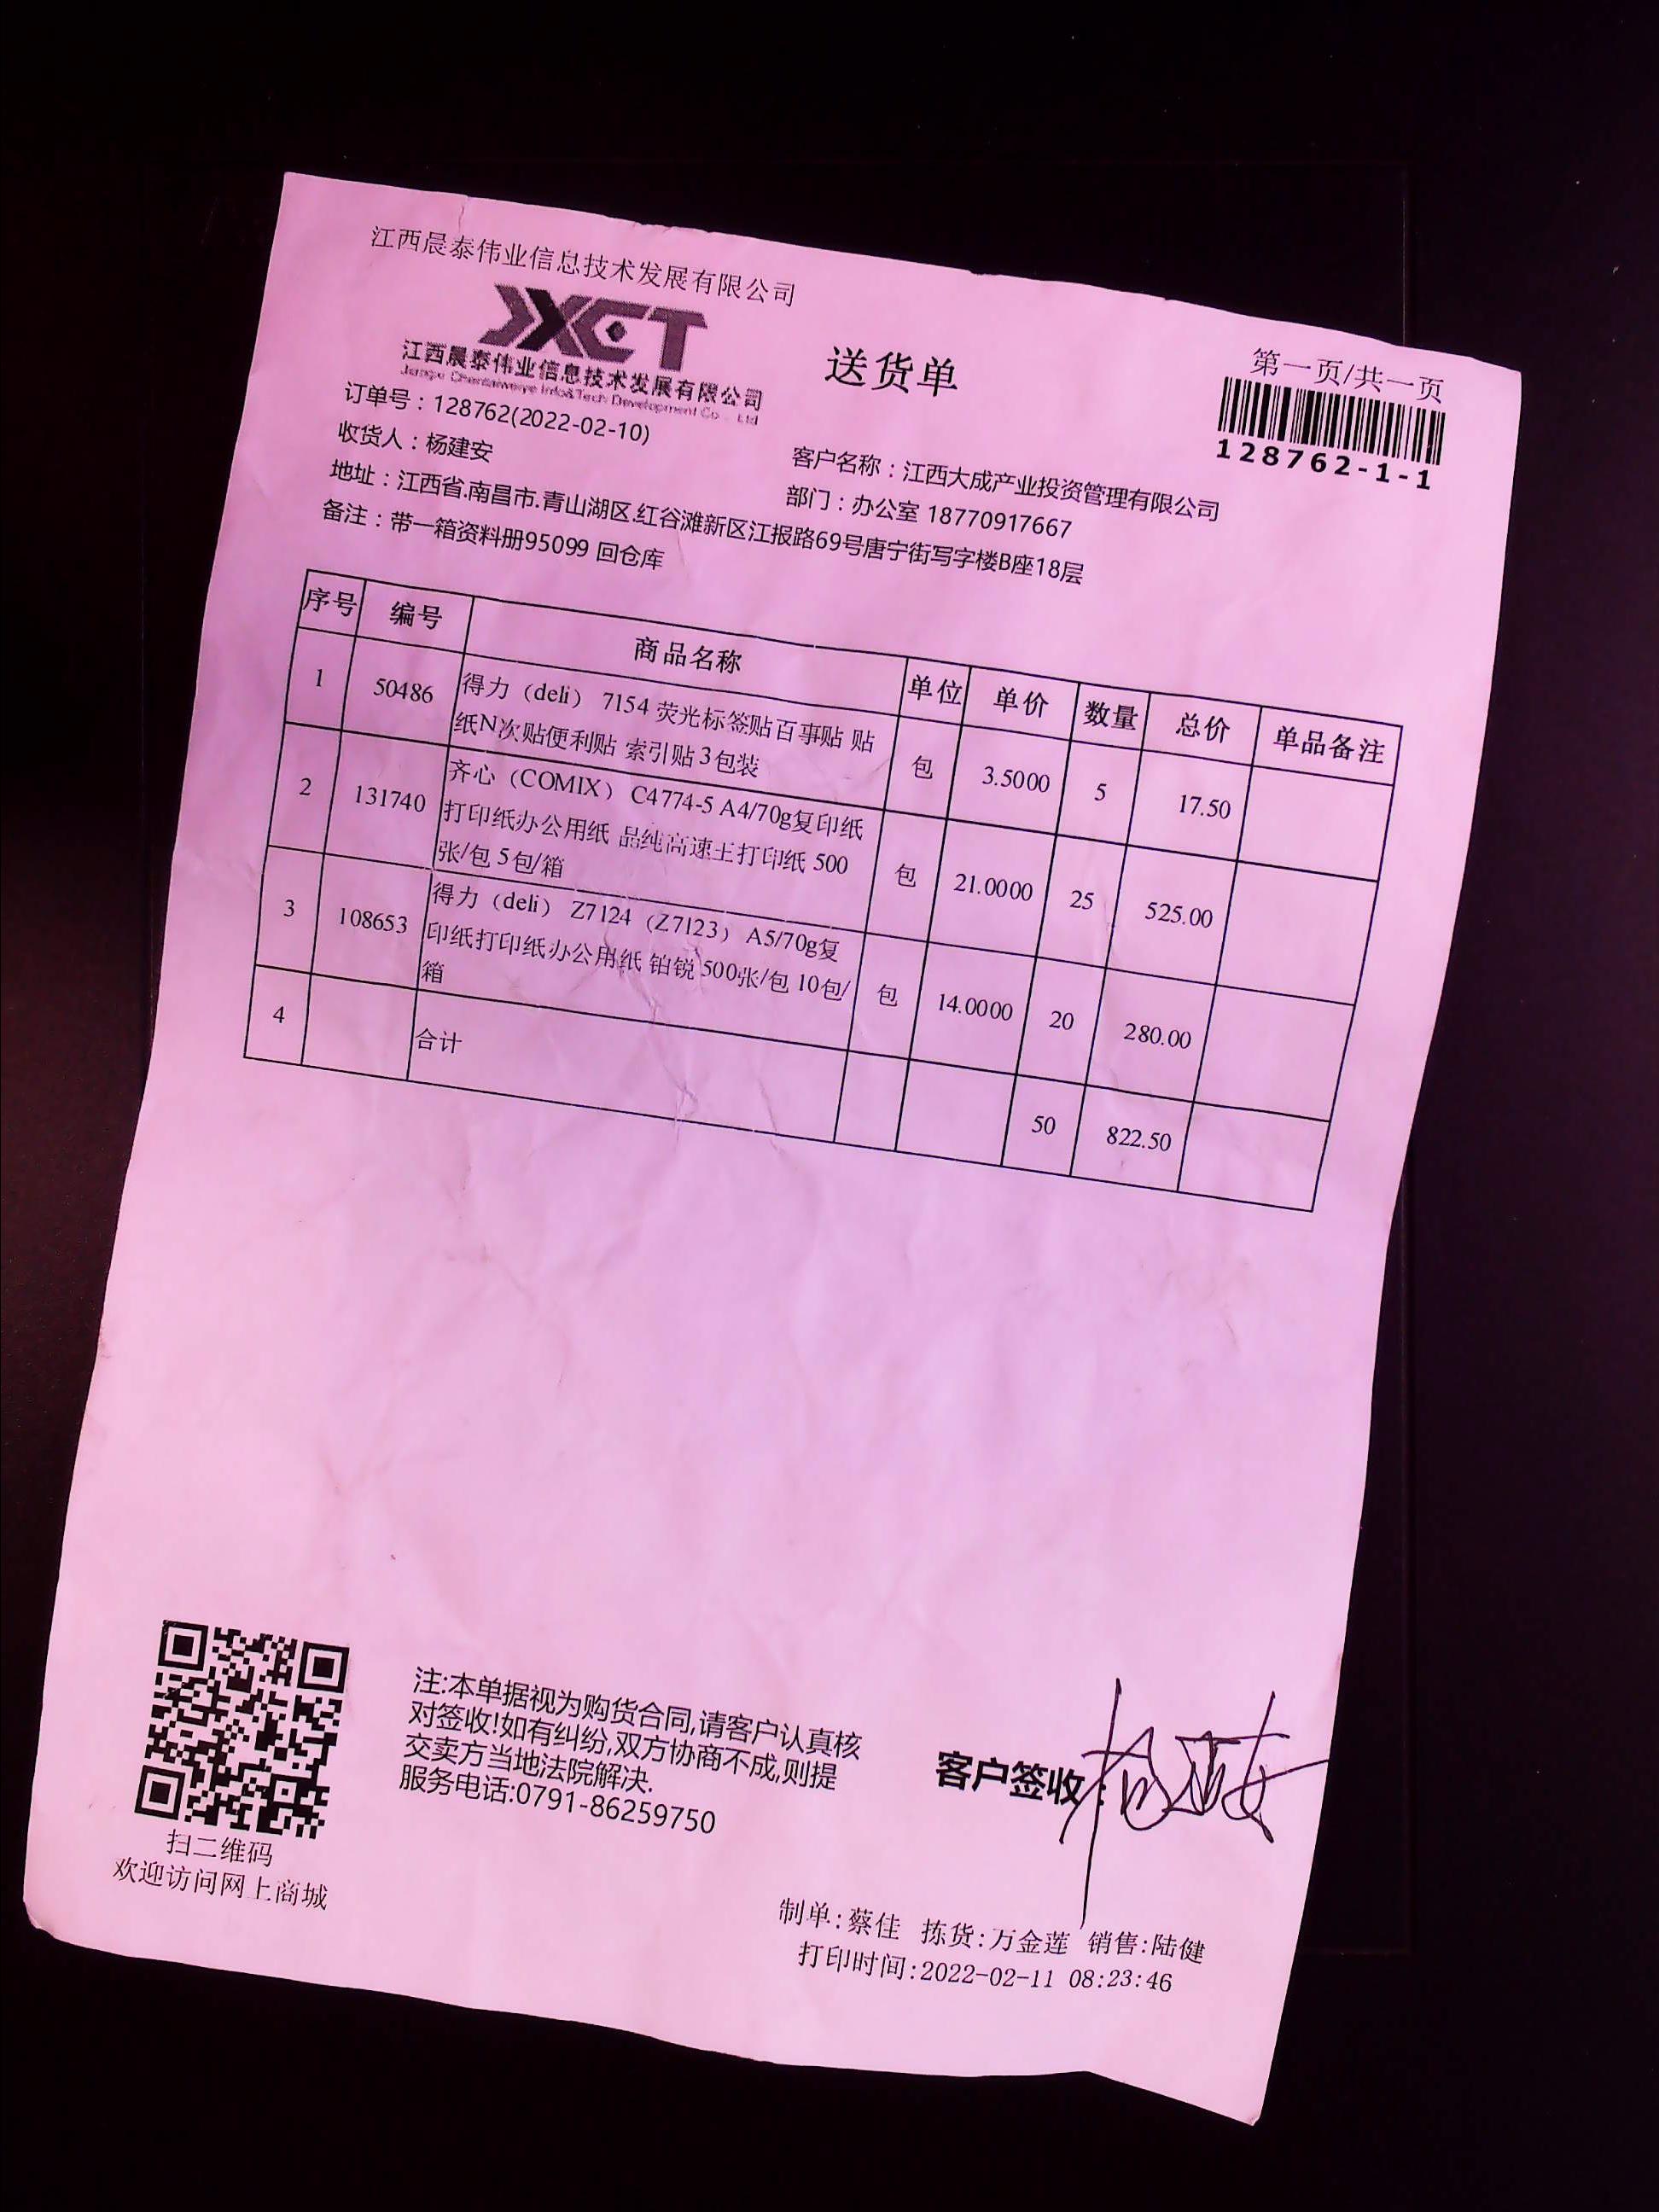 江西晨泰伟业信息技术发展有限公司
JXCT
江西晨泰伟业信息技术发展有限公司
Jiangxi Chentaiweiye Info&Tech Development Co., Ltd
送货单
第一页/共一页
128762-1-1
订单号：128762(2022-02-10)
收货人：杨建安
客户名称：江西大成产业投资管理有限公司
部门：办公室 18770917667
地址：江西省.南昌市.青山湖区.红谷滩新区江报路69号唐宁街写字楼B座18层
备注：带一箱资料册95099 回仓库
序号 编号 商品名称 单位 单价 数量 总价 单品备注
1 50486 得力（deli） 7154 荧光标签贴百事贴 贴
纸N次贴便利贴 索引贴 3包装 包 3.5000 5 17.50
2 131740 齐心（COMIX） C4774-5 A4/70g复印纸
打印纸办公用纸 品纯高速王打印纸 500
张/包 5包/箱 包 21.0000 25 525.00
3 108653 得力（deli） Z7124（Z7123） A5/70g复
印纸打印纸办公用纸 铂锐 500张/包 10包/
箱 包 14.0000 20 280.00
4 合计 50 822.50
注:本单据视为购货合同,请客户认真核
对签收!如有纠纷,双方协商不成,则提
交卖方当地法院解决.
服务电话:0791-86259750
客户签收：杨建安
扫二维码
欢迎访问网上商城
制单:蔡佳 拣货:万金莲 销售:陆健
打印时间:2022-02-11 08:23:46